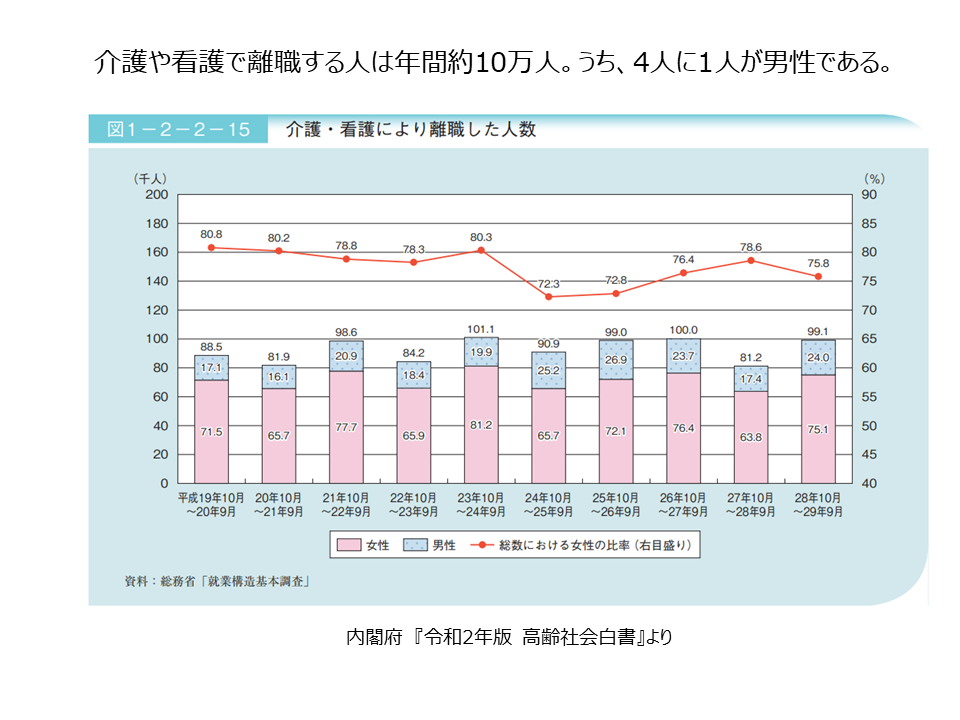 介護や看護で離職する人は年間約10万人。うち、4人に1人が男性である。
図1－2－2－15 介護・看護により離職した人数
（千人） （%）
200 90
180 85
160 80
140 75
120 70
100 65
80 60
60 55
40 50
20 45
0 40
80.8 80.2 78.8 78.3 80.3 72.3 72.8 76.4 78.6 75.8
88.5 81.9 98.6 84.2 101.1 90.9 99.0 100.0 81.2 99.1
17.1 16.1 20.9 18.4 19.9 25.2 26.9 23.7 17.4 24.0
71.5 65.7 77.7 65.9 81.2 65.7 72.1 76.4 63.8 75.1
平成19年10月 20年10月 21年10月 22年10月 23年10月 24年10月 25年10月 26年10月 27年10月 28年10月
～20年9月 ～21年9月 ～22年9月 ～23年9月 ～24年9月 ～25年9月 ～26年9月 ～27年9月 ～28年9月 ～29年9月
女性 男性 総数における女性の比率（右目盛り）
資料：総務省「就業構造基本調査」
内閣府 『令和2年版 高齢社会白書』より